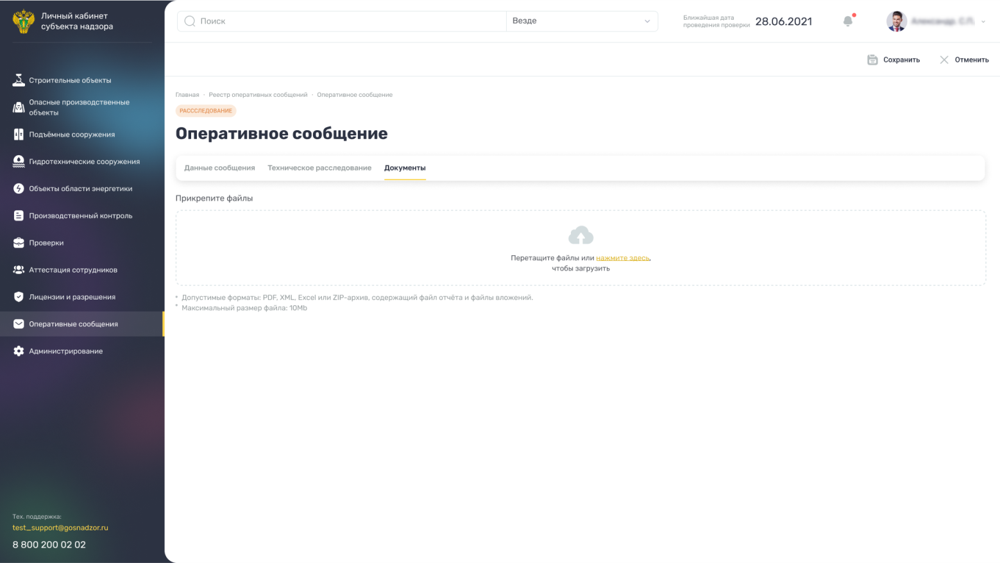 Личный кабинет
субъекта надзора
Поиск
Везде
Ближайшая дата
проведения проверки
28.06.2021
Сохранить
Отменить
Строительные объекты
Опасные производственные
объекты
Подъёмные сооружения
Гидротехнические сооружения
Объекты области энергетики
Производственный контроль
Проверки
Аттестация сотрудников
Лицензии и разрешения
Оперативные сообщения
Администрирование
Тех. поддержка:
test_support@gosnadzor.ru
8 800 200 02 02
Главная · Реестр оперативных сообщений · Оперативное сообщение
РАСССЛЕДОВАНИЕ
Оперативное сообщение
Данные сообщения
Техническое расследование
Документы
Прикрепите файлы
Перетащите файлы или нажмите здесь,
чтобы загрузить
* Допустимые форматы: PDF, XML, Excel или ZIP-архив, содержащий файл отчёта и файлы вложений.
* Максимальный размер файла: 10Mb